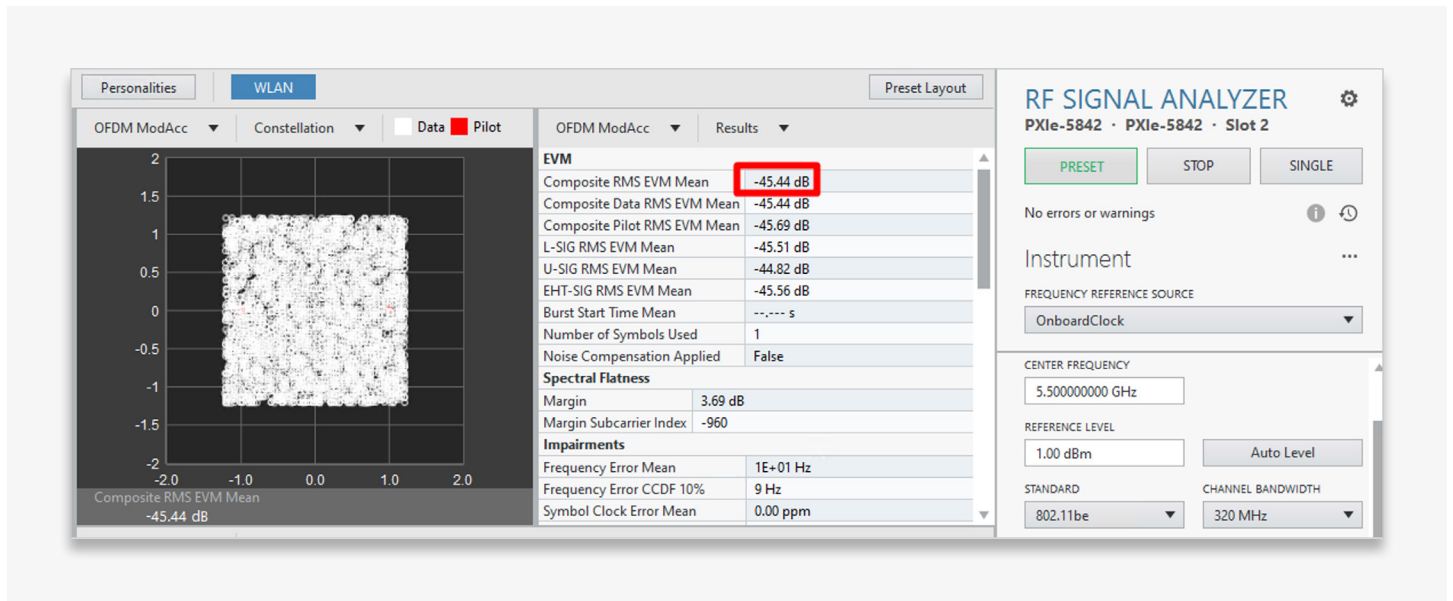 Personalities WLAN Preset Layout
OFDM ModAcc Constellation Data Pilot
2
1.5
1
0.5
0
-0.5
-1
-1.5
-2
-2.0 -1.0 0.0 1.0 2.0
Composite RMS EVM Mean
-45.44 dB
OFDM ModAcc Results
EVM
Composite RMS EVM Mean -45.44 dB
Composite Data RMS EVM Mean -45.44 dB
Composite Pilot RMS EVM Mean -45.69 dB
L-SIG RMS EVM Mean -45.51 dB
U-SIG RMS EVM Mean -44.82 dB
EHT-SIG RMS EVM Mean -45.56 dB
Burst Start Time Mean --.--- s
Number of Symbols Used 1
Noise Compensation Applied False
Spectral Flatness
Margin 3.69 dB
Margin Subcarrier Index -960
Impairments
Frequency Error Mean 1E+01 Hz
Frequency Error CCDF 10% 9 Hz
Symbol Clock Error Mean 0.00 ppm
RF SIGNAL ANALYZER
PXIe-5842 · PXIe-5842 · Slot 2
PRESET STOP SINGLE
No errors or warnings
Instrument
FREQUENCY REFERENCE SOURCE
OnboardClock
CENTER FREQUENCY
5.500000000 GHz
REFERENCE LEVEL
1.00 dBm Auto Level
STANDARD CHANNEL BANDWIDTH
802.11be 320 MHz